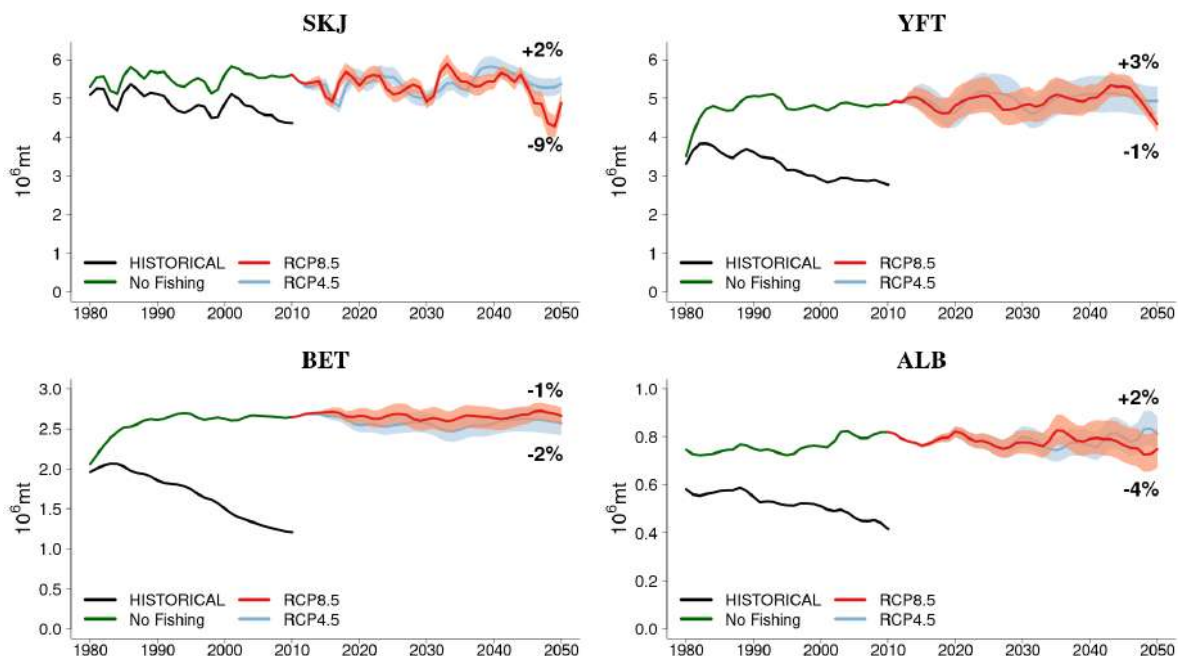 SKJ
10⁶mt
6
5
4
3
2
1
0
+2%
-9%
HISTORICAL
No Fishing
RCP8.5
RCP4.5
1980 1990 2000 2010 2020 2030 2040 2050
YFT
10⁶mt
6
5
4
3
2
1
0
+3%
-1%
HISTORICAL
No Fishing
RCP8.5
RCP4.5
1980 1990 2000 2010 2020 2030 2040 2050
BET
10⁶mt
3.0
2.5
2.0
1.5
1.0
0.5
0.0
-1%
-2%
HISTORICAL
No Fishing
RCP8.5
RCP4.5
1980 1990 2000 2010 2020 2030 2040 2050
ALB
10⁶mt
1.0
0.8
0.6
0.4
0.2
0.0
+2%
-4%
HISTORICAL
No Fishing
RCP8.5
RCP4.5
1980 1990 2000 2010 2020 2030 2040 2050